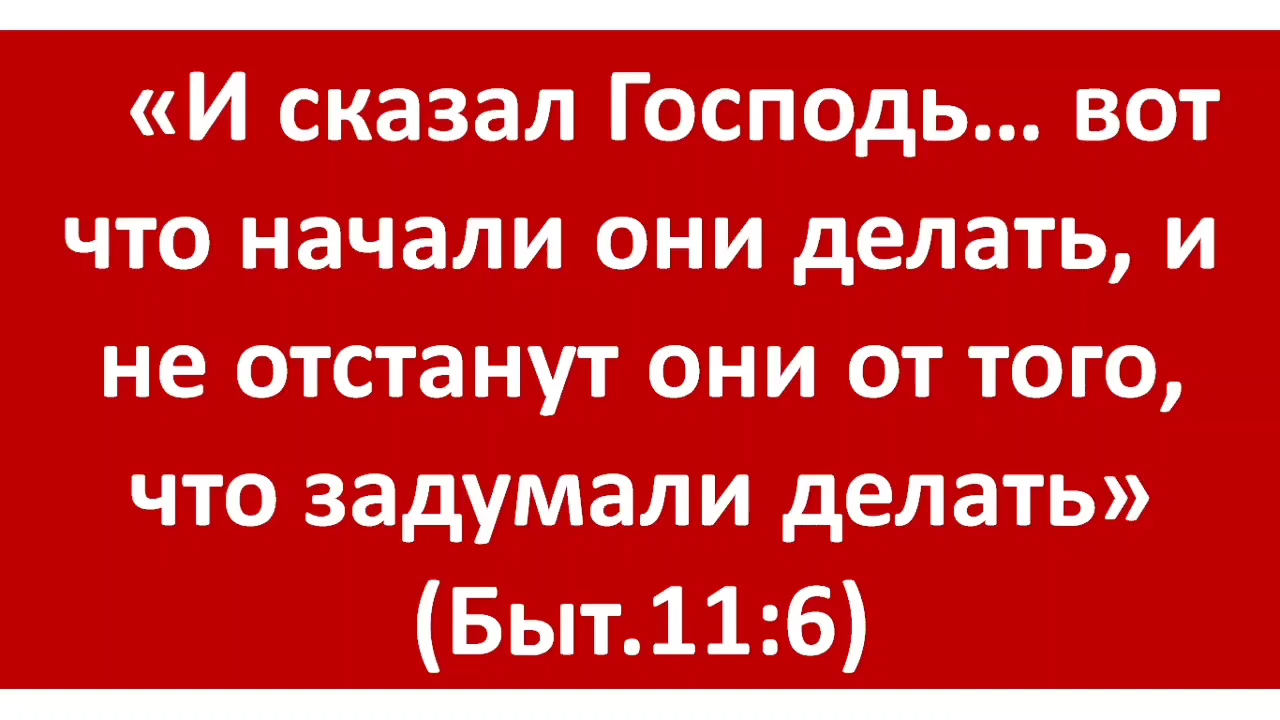 «И сказал Господь... вот
что начали они делать, и
не отстанут они от того,
что задумали делать»
(Быт.11:6)